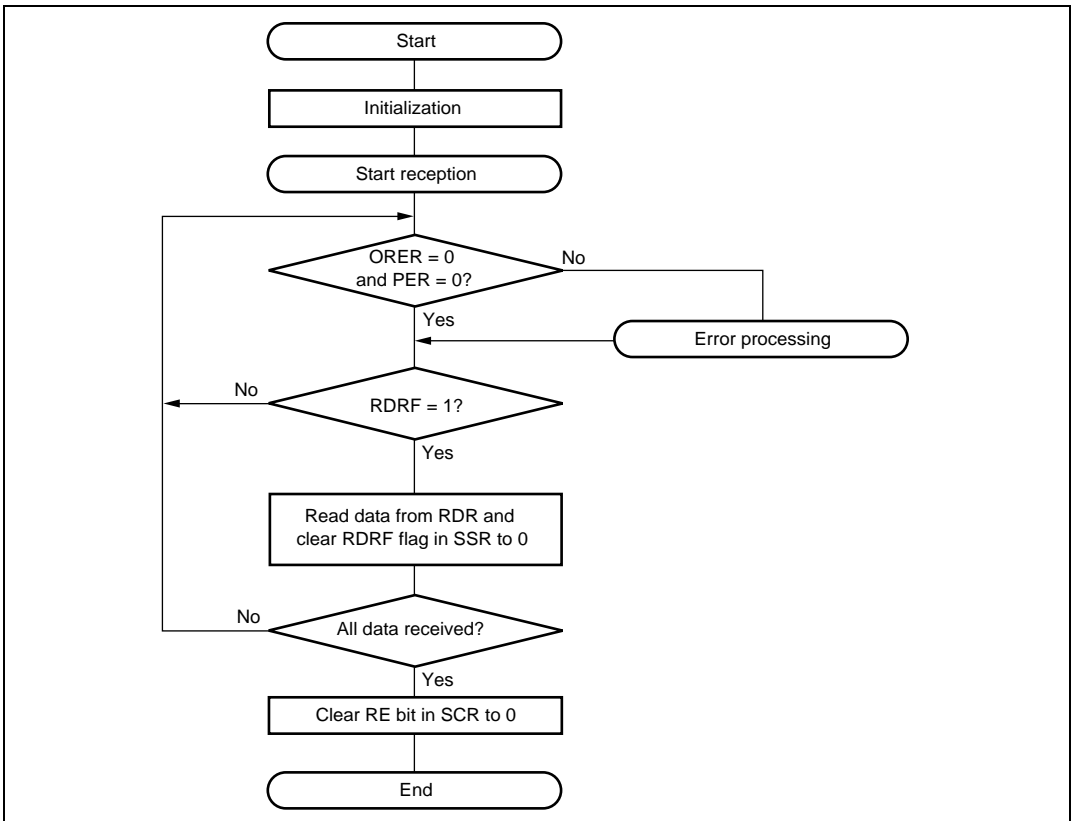 Start
Initialization
Start reception
ORER = 0
and PER = 0?
No
Yes
Error processing
No
RDRF = 1?
Yes
Read data from RDR and
clear RDRF flag in SSR to 0
No
All data received?
Yes
Clear RE bit in SCR to 0
End